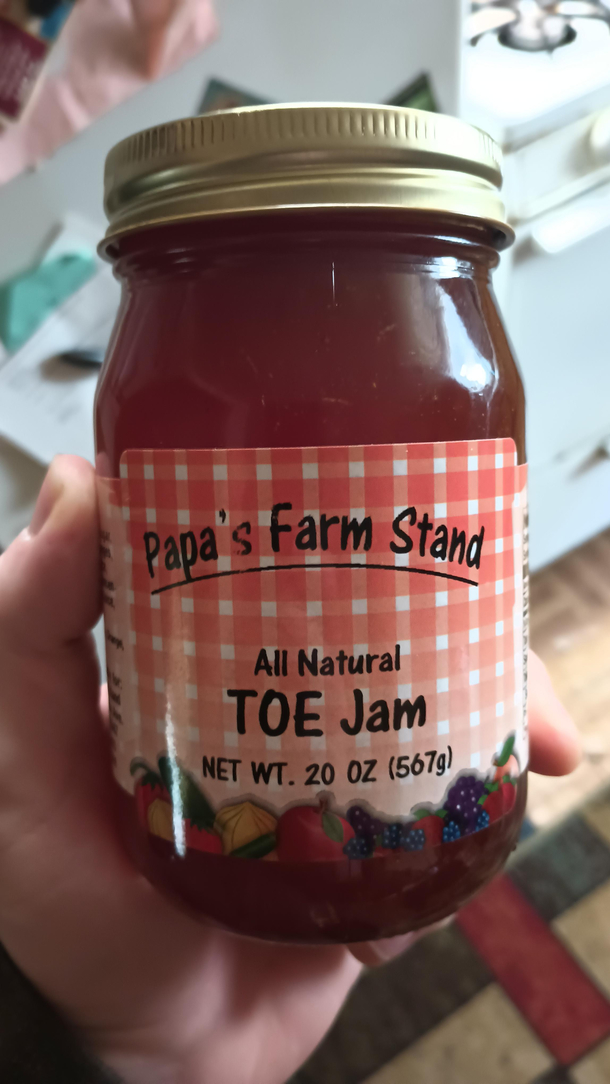 Papa's Farm Stand
All Natural
TOE Jam
NET WT. 20 OZ (567g)